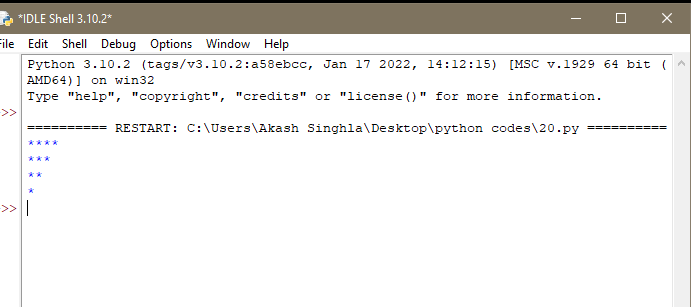 *IDLE Shell 3.10.2*
File Edit Shell Debug Options Window Help
Python 3.10.2 (tags/v3.10.2:a58ebcc, Jan 17 2022, 14:12:15) [MSC v.1929 64 bit (
AMD64)] on win32
Type "help", "copyright", "credits" or "license()" for more information.
>>
========== RESTART: C:\Users\Akash Singhla\Desktop\python codes\20.py ==========
****
***
**
*
>>